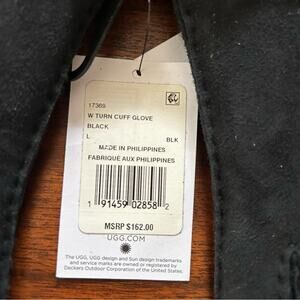 17369
W TURN CUFF GLOVE
BLACK
L BLK
MADE IN PHILIPPINES
FABRIQUÉ AUX PHILIPPINES
1 91459 02858 2
MSRP $162.00
UGG.COM
The UGG, UGG design and Sun design trademarks
and service marks are owned or registered by
Deckers Outdoor Corporation of the United States.